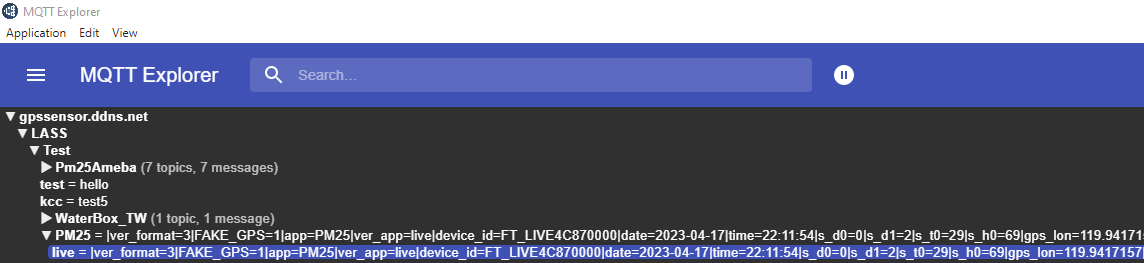 MQTT Explorer
Application Edit View
MQTT Explorer Search...
▼ gpssensor.ddns.net
▼ LASS
▼ Test
▶ Pm25Ameba (7 topics, 7 messages)
test = hello
kcc = test5
▶ WaterBox_TW (1 topic, 1 message)
▼ PM25 = |ver_format=3|FAKE_GPS=1|app=PM25|ver_app=live|device_id=FT_LIVE4C870000|date=2023-04-17|time=22:11:54|s_d0=0|s_d1=2|s_t0=29|s_h0=69|gps_lon=119.94171
live = |ver_format=3|FAKE_GPS=1|app=PM25|ver_app=live|device_id=FT_LIVE4C870000|date=2023-04-17|time=22:11:54|s_d0=0|s_d1=2|s_t0=29|s_h0=69|gps_lon=119.9417157